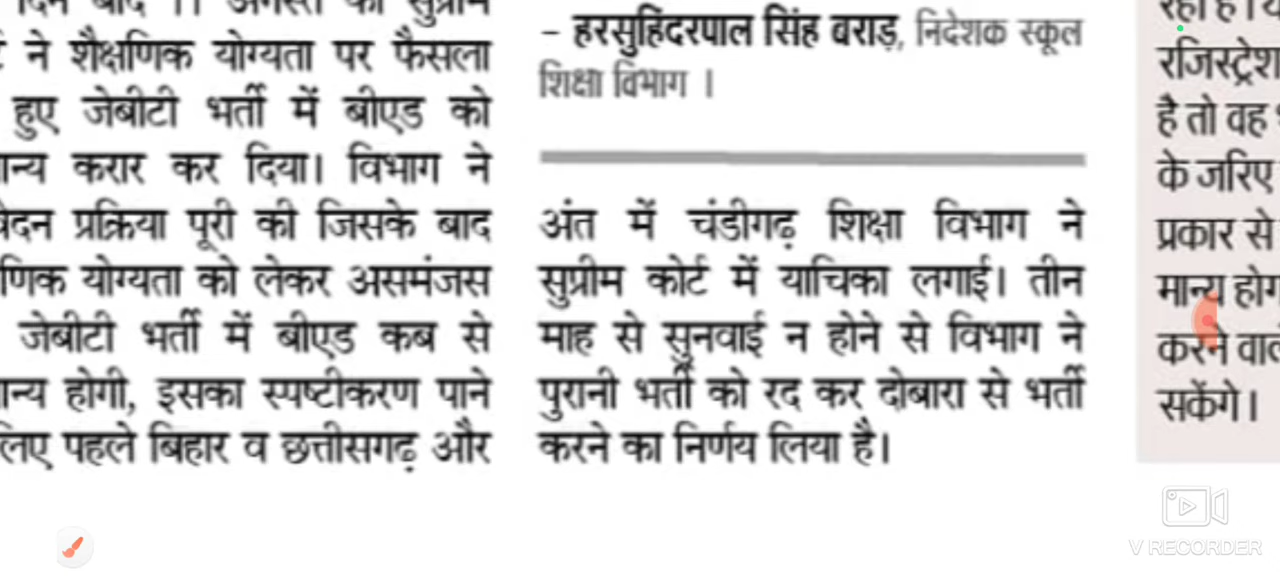 ने शैक्षणिक योग्यता पर फैसला
हुए जेबीटी भर्ती में बीएड को
करार कर दिया। विभाग ने
प्रक्रिया पूरी की जिसके बाद
योग्यता को लेकर असमंजस
जेबीटी भर्ती में बीएड कब से
होगी, इसका स्पष्टीकरण पाने
लिए पहले बिहार व छत्तीसगढ़ और
– हरसुहिंदरपाल सिंह बराड़, निदेशक स्कूल
शिक्षा विभाग ।
अंत में चंडीगढ़ शिक्षा विभाग ने
सुप्रीम कोर्ट में याचिका लगाई। तीन
माह से सुनवाई न होने से विभाग ने
पुरानी भर्ती को रद कर दोबारा से भर्ती
करने का निर्णय लिया है।
है तो वह
के जरिए
प्रकार से
मान्य
करने
सकेंगे।
V RECORDER